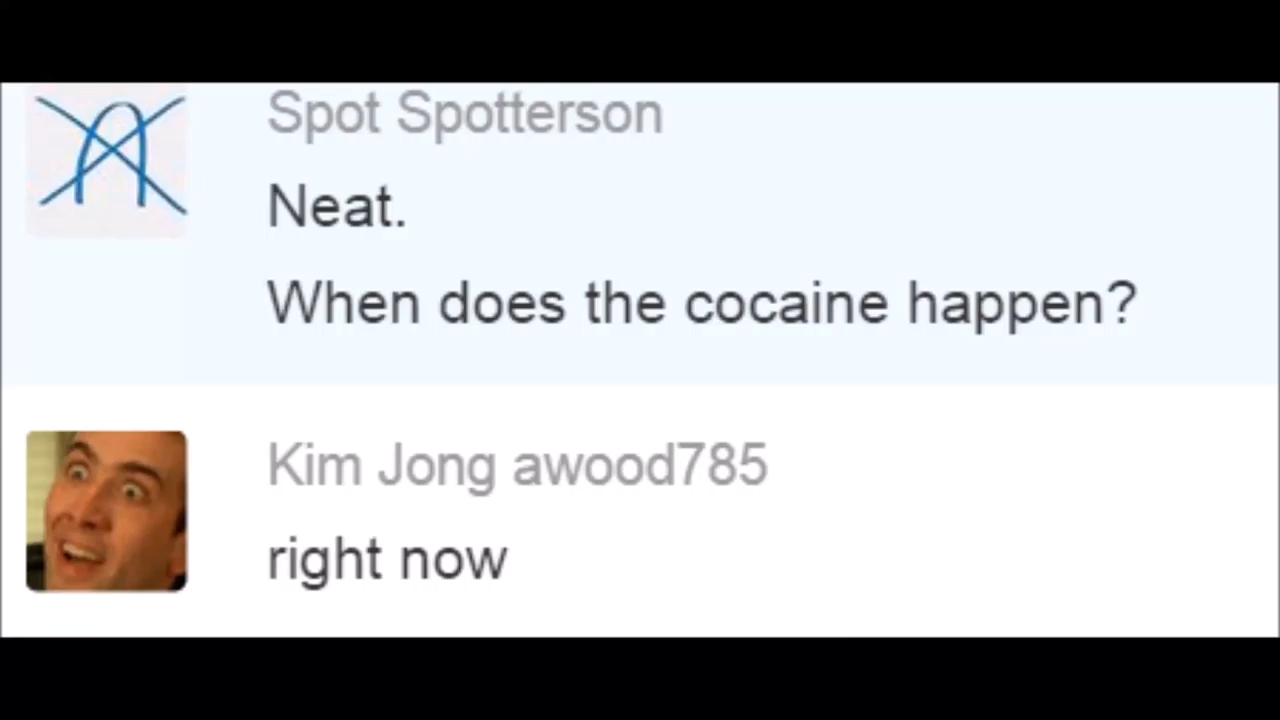 Spot Spotterson
Neat.
When does the cocaine happen?
Kim Jong awood785
right now